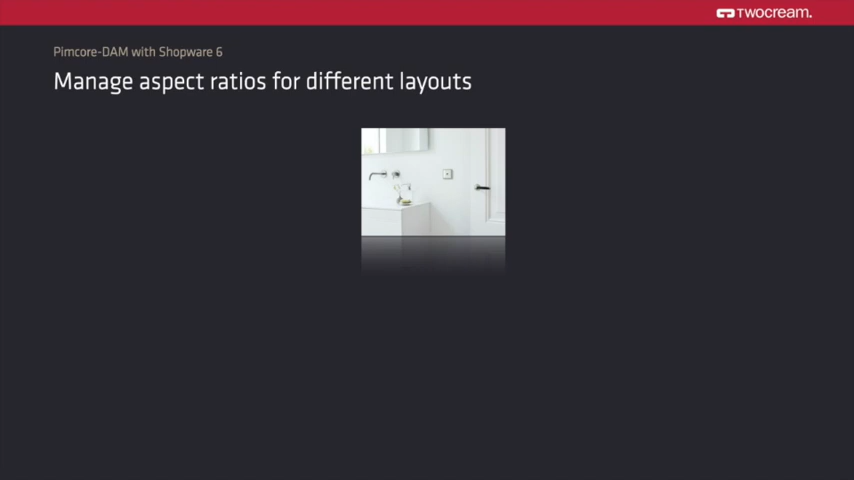 TWOCREAM.
Pimcore-DAM with Shopware 6
Manage aspect ratios for different layouts